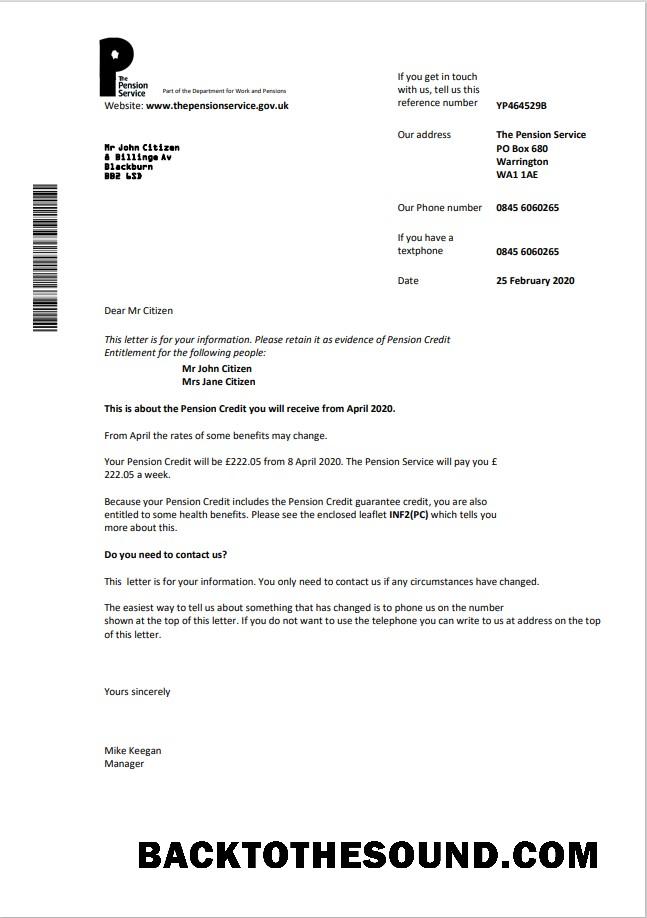 The
Pension
Service
Part of the Department for Work and Pensions
Website: www.thepensionservice.gov.uk
If you get in touch
with us, tell us this
reference number YP464529B
Our address The Pension Service
PO Box 680
Warrington
WA1 1AE
Mr John Citizen
8 Billinge Av
Blackburn
BB2 6SD
Our Phone number 0845 6060265
If you have a
textphone 0845 6060265
Date 25 February 2020
Dear Mr Citizen
This letter is for your information. Please retain it as evidence of Pension Credit
Entitlement for the following people:
Mr John Citizen
Mrs Jane Citizen
This is about the Pension Credit you will receive from April 2020.
From April the rates of some benefits may change.
Your Pension Credit will be £222.05 from 8 April 2020. The Pension Service will pay you £
222.05 a week.
Because your Pension Credit includes the Pension Credit guarantee credit, you are also
entitled to some health benefits. Please see the enclosed leaflet INF2(PC) which tells you
more about this.
Do you need to contact us?
This letter is for your information. You only need to contact us if any circumstances have changed.
The easiest way to tell us about something that has changed is to phone us on the number
shown at the top of this letter. If you do not want to use the telephone you can write to us at address on the top
of this letter.
Yours sincerely
Mike Keegan
Manager
BACKTOTHESOUND.COM